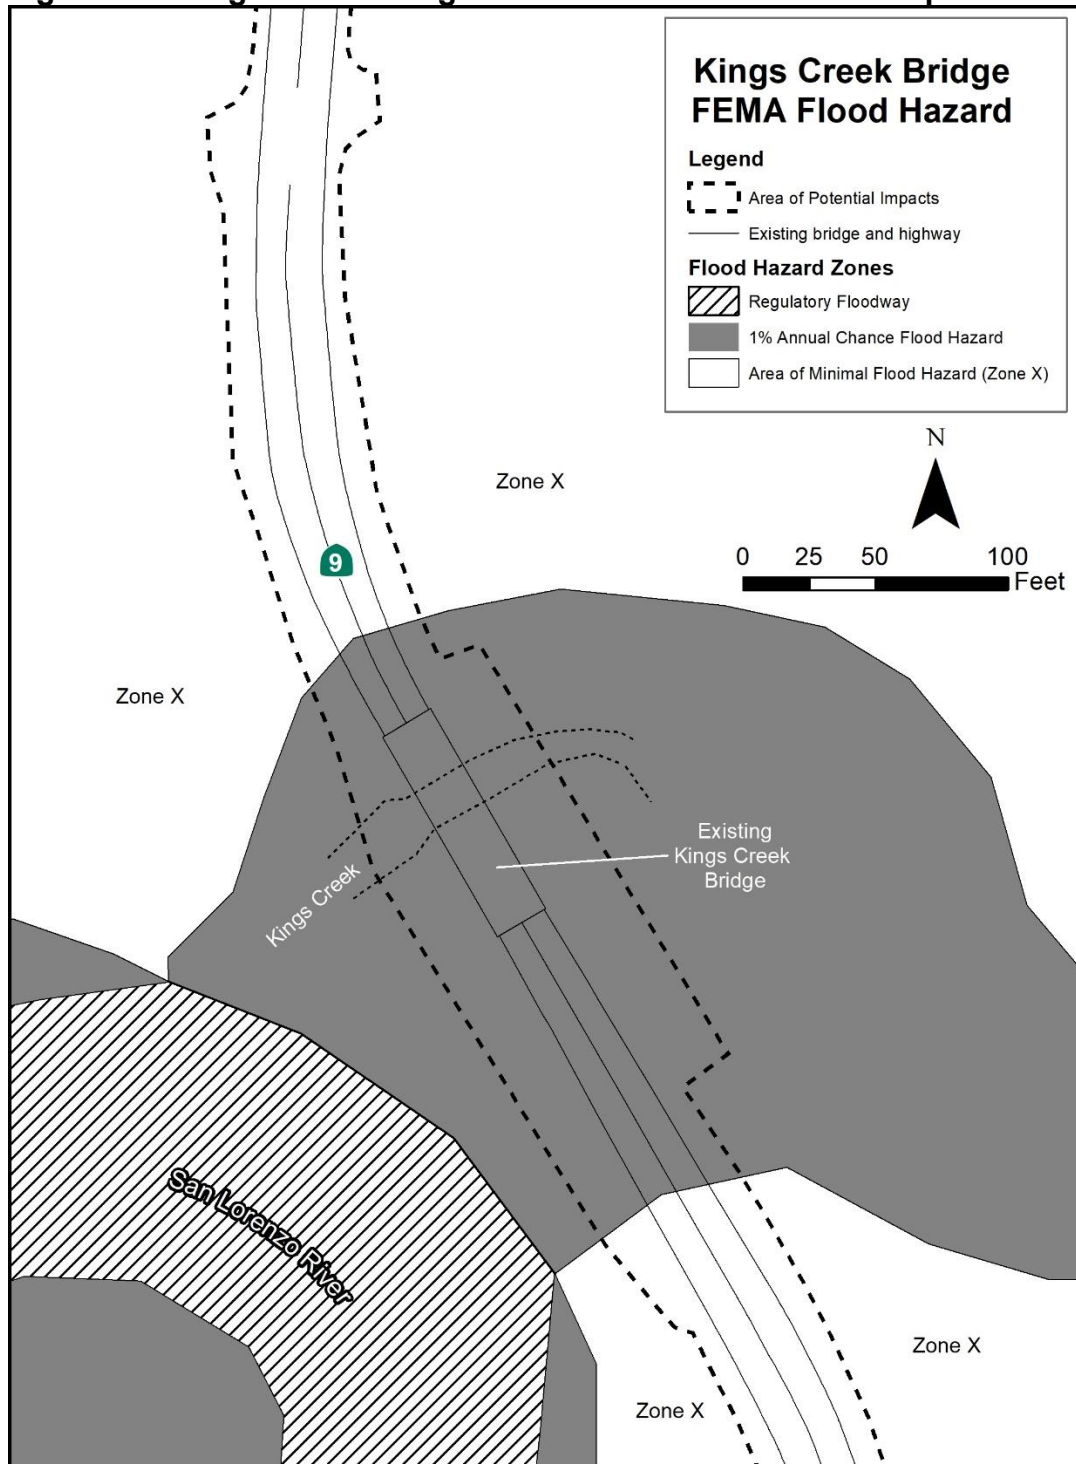 Kings Creek Bridge
FEMA Flood Hazard
Legend
Area of Potential Impacts
Existing bridge and highway
Flood Hazard Zones
Regulatory Floodway
1% Annual Chance Flood Hazard
Area of Minimal Flood Hazard (Zone X)
N
0 25 50 100
Feet
Zone X
9
Zone X
Existing
Kings Creek
Bridge
Kings Creek
San Lorenzo River
Zone X
Zone X